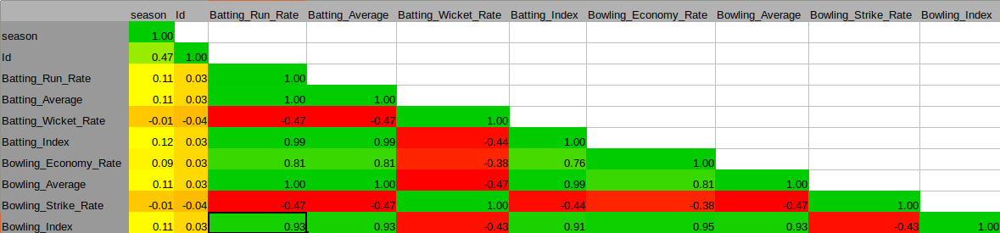 season Id Batting_Run_Rate Batting_Average Batting_Wicket_Rate Batting_Index Bowling_Economy_Rate Bowling_Average Bowling_Strike_Rate Bowling_Index
season 1.00
Id 0.47 1.00
Batting_Run_Rate 0.11 0.03 1.00
Batting_Average 0.11 0.03 1.00 1.00
Batting_Wicket_Rate -0.01 -0.04 -0.47 -0.47 1.00
Batting_Index 0.12 0.03 0.99 0.99 -0.44 1.00
Bowling_Economy_Rate 0.09 0.03 0.81 0.81 -0.38 0.76 1.00
Bowling_Average 0.11 0.03 1.00 1.00 -0.47 0.99 0.81 1.00
Bowling_Strike_Rate -0.01 -0.04 -0.47 -0.47 1.00 -0.44 -0.38 -0.47 1.00
Bowling_Index 0.11 0.03 0.93 0.93 -0.43 0.91 0.95 0.93 -0.43 1.00